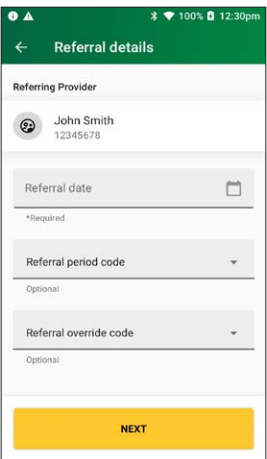 100% 12:30pm
Referral details
Referring Provider
John Smith
12345678
Referral date
*Required
Referral period code
Optional
Referral override code
Optional
NEXT